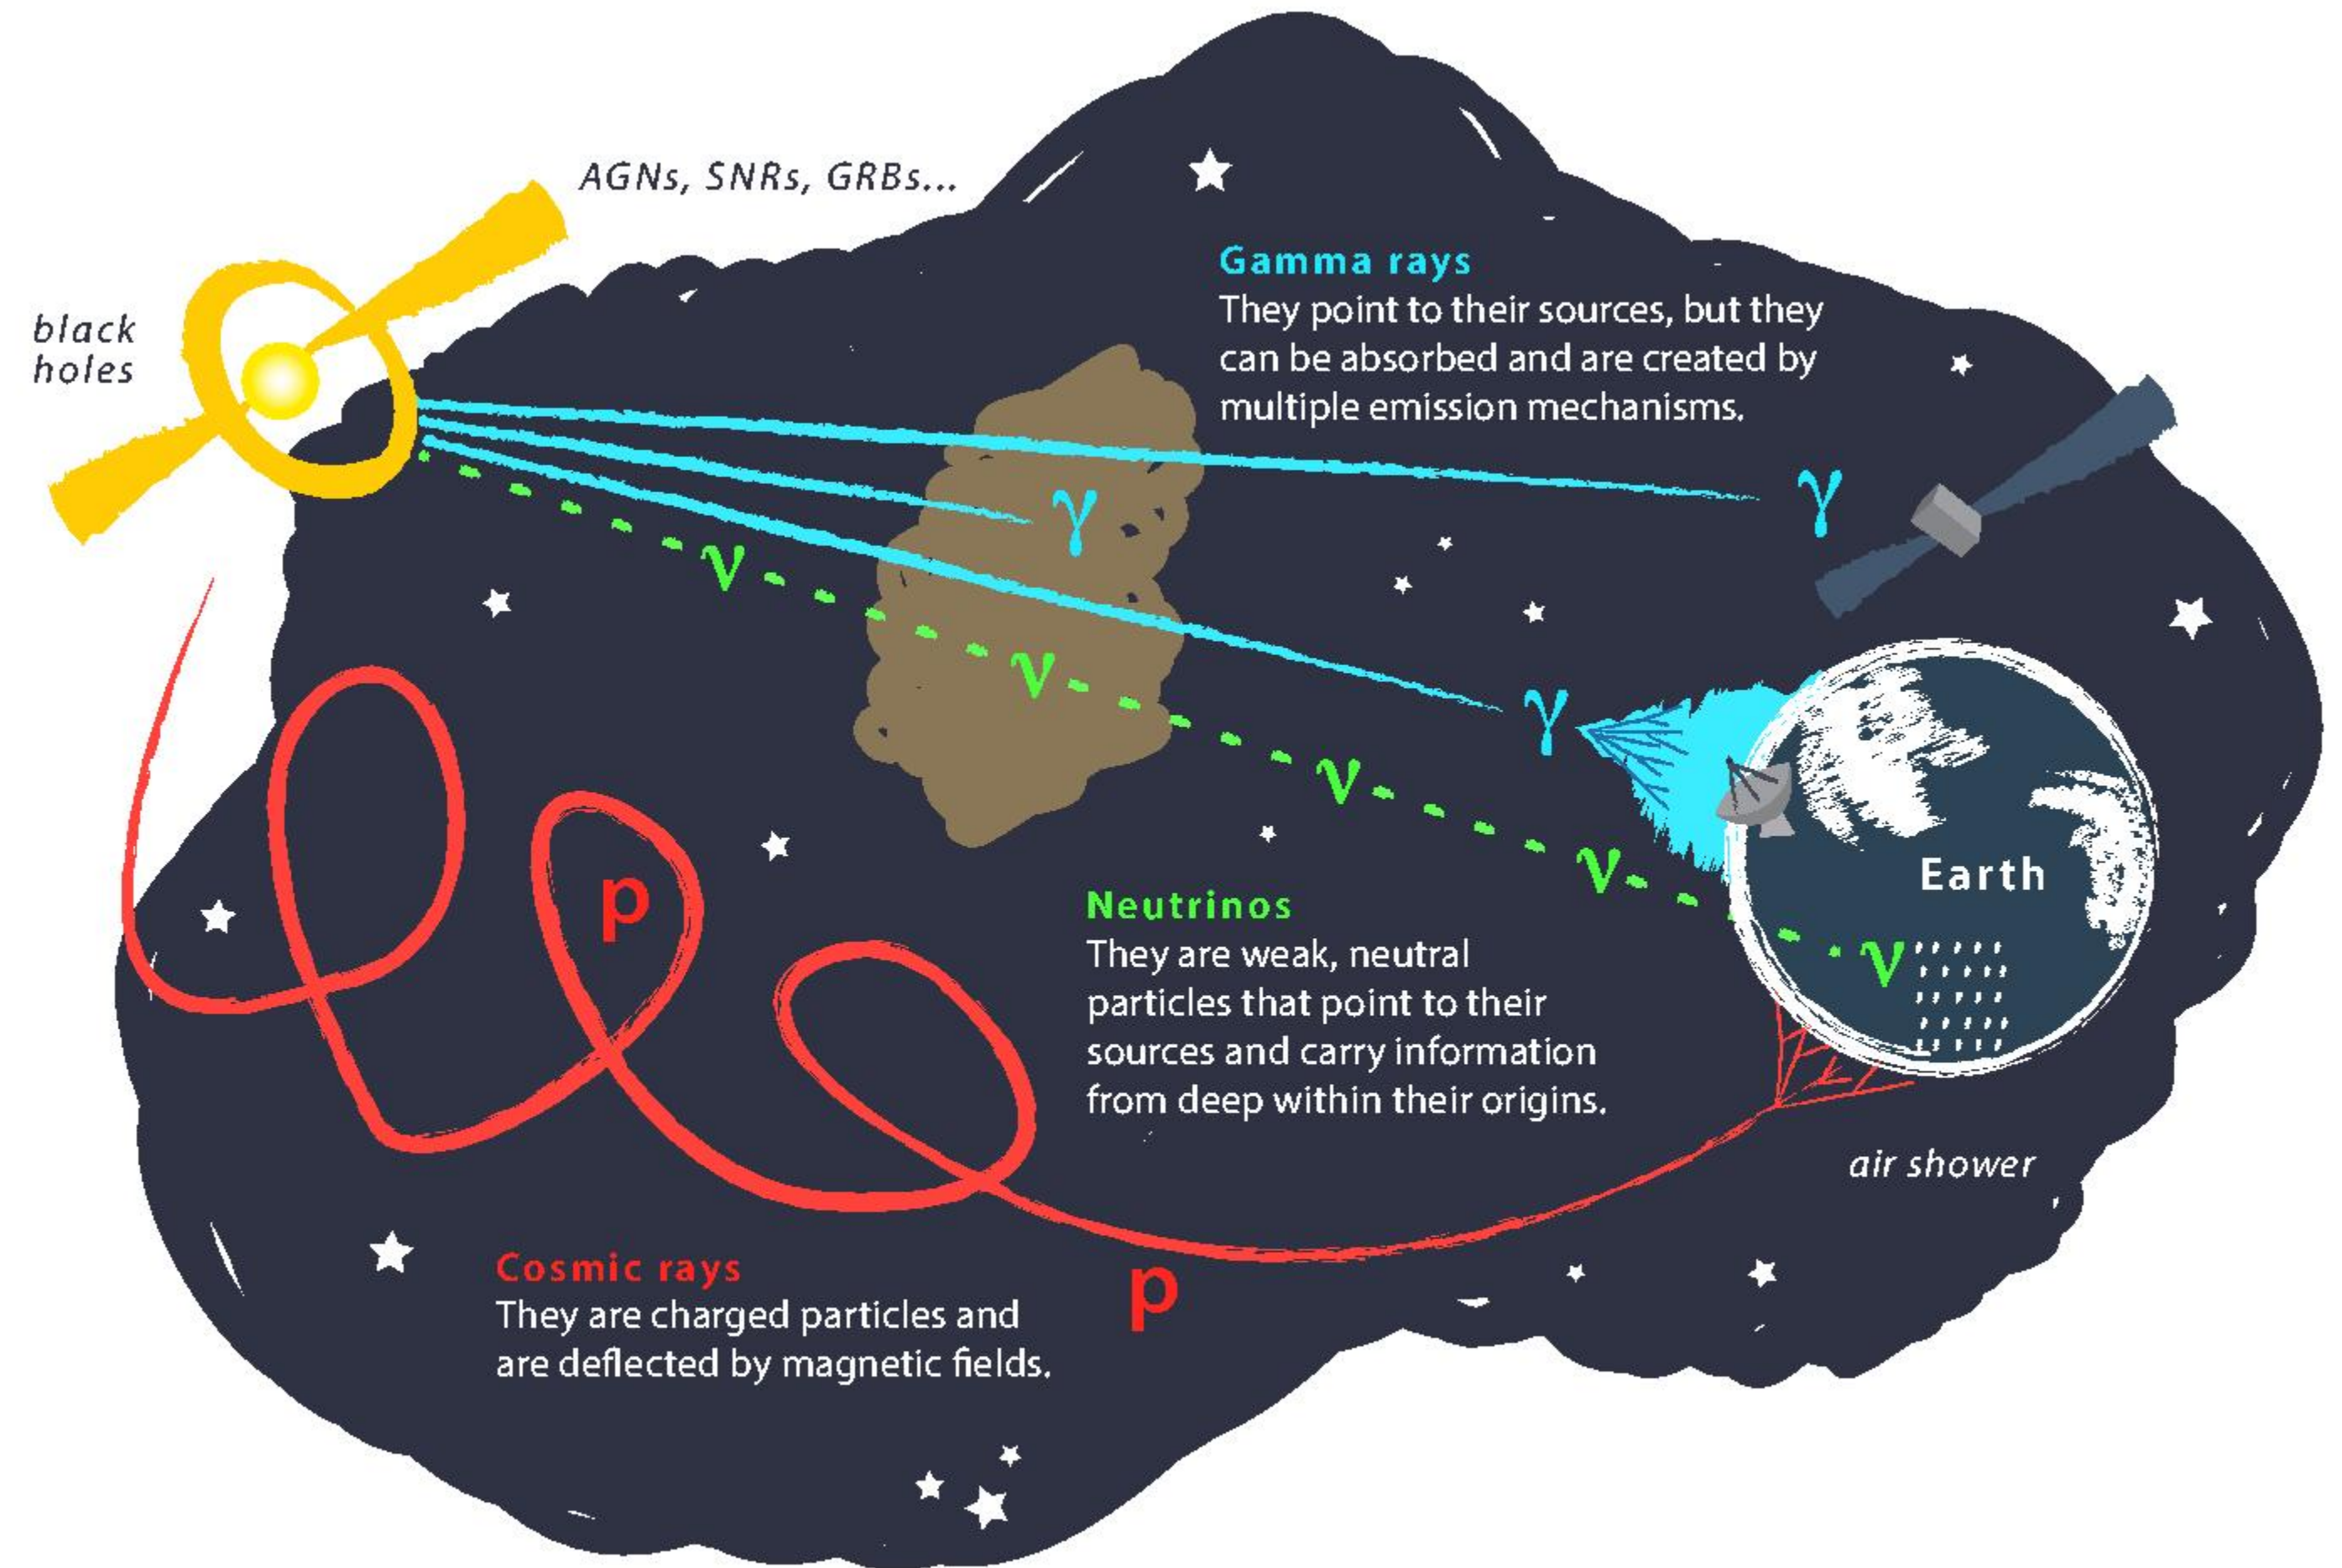 AGNs, SNRs, GRBs...
black
holes
Gamma rays
They point to their sources, but they
can be absorbed and are created by
multiple emission mechanisms.
γ
γ
γ
ν
ν
ν
ν
ν
Earth
p
Neutrinos
They are weak, neutral
particles that point to their
sources and carry information
from deep within their origins.
air shower
p
Cosmic rays
They are charged particles and
are deflected by magnetic fields.